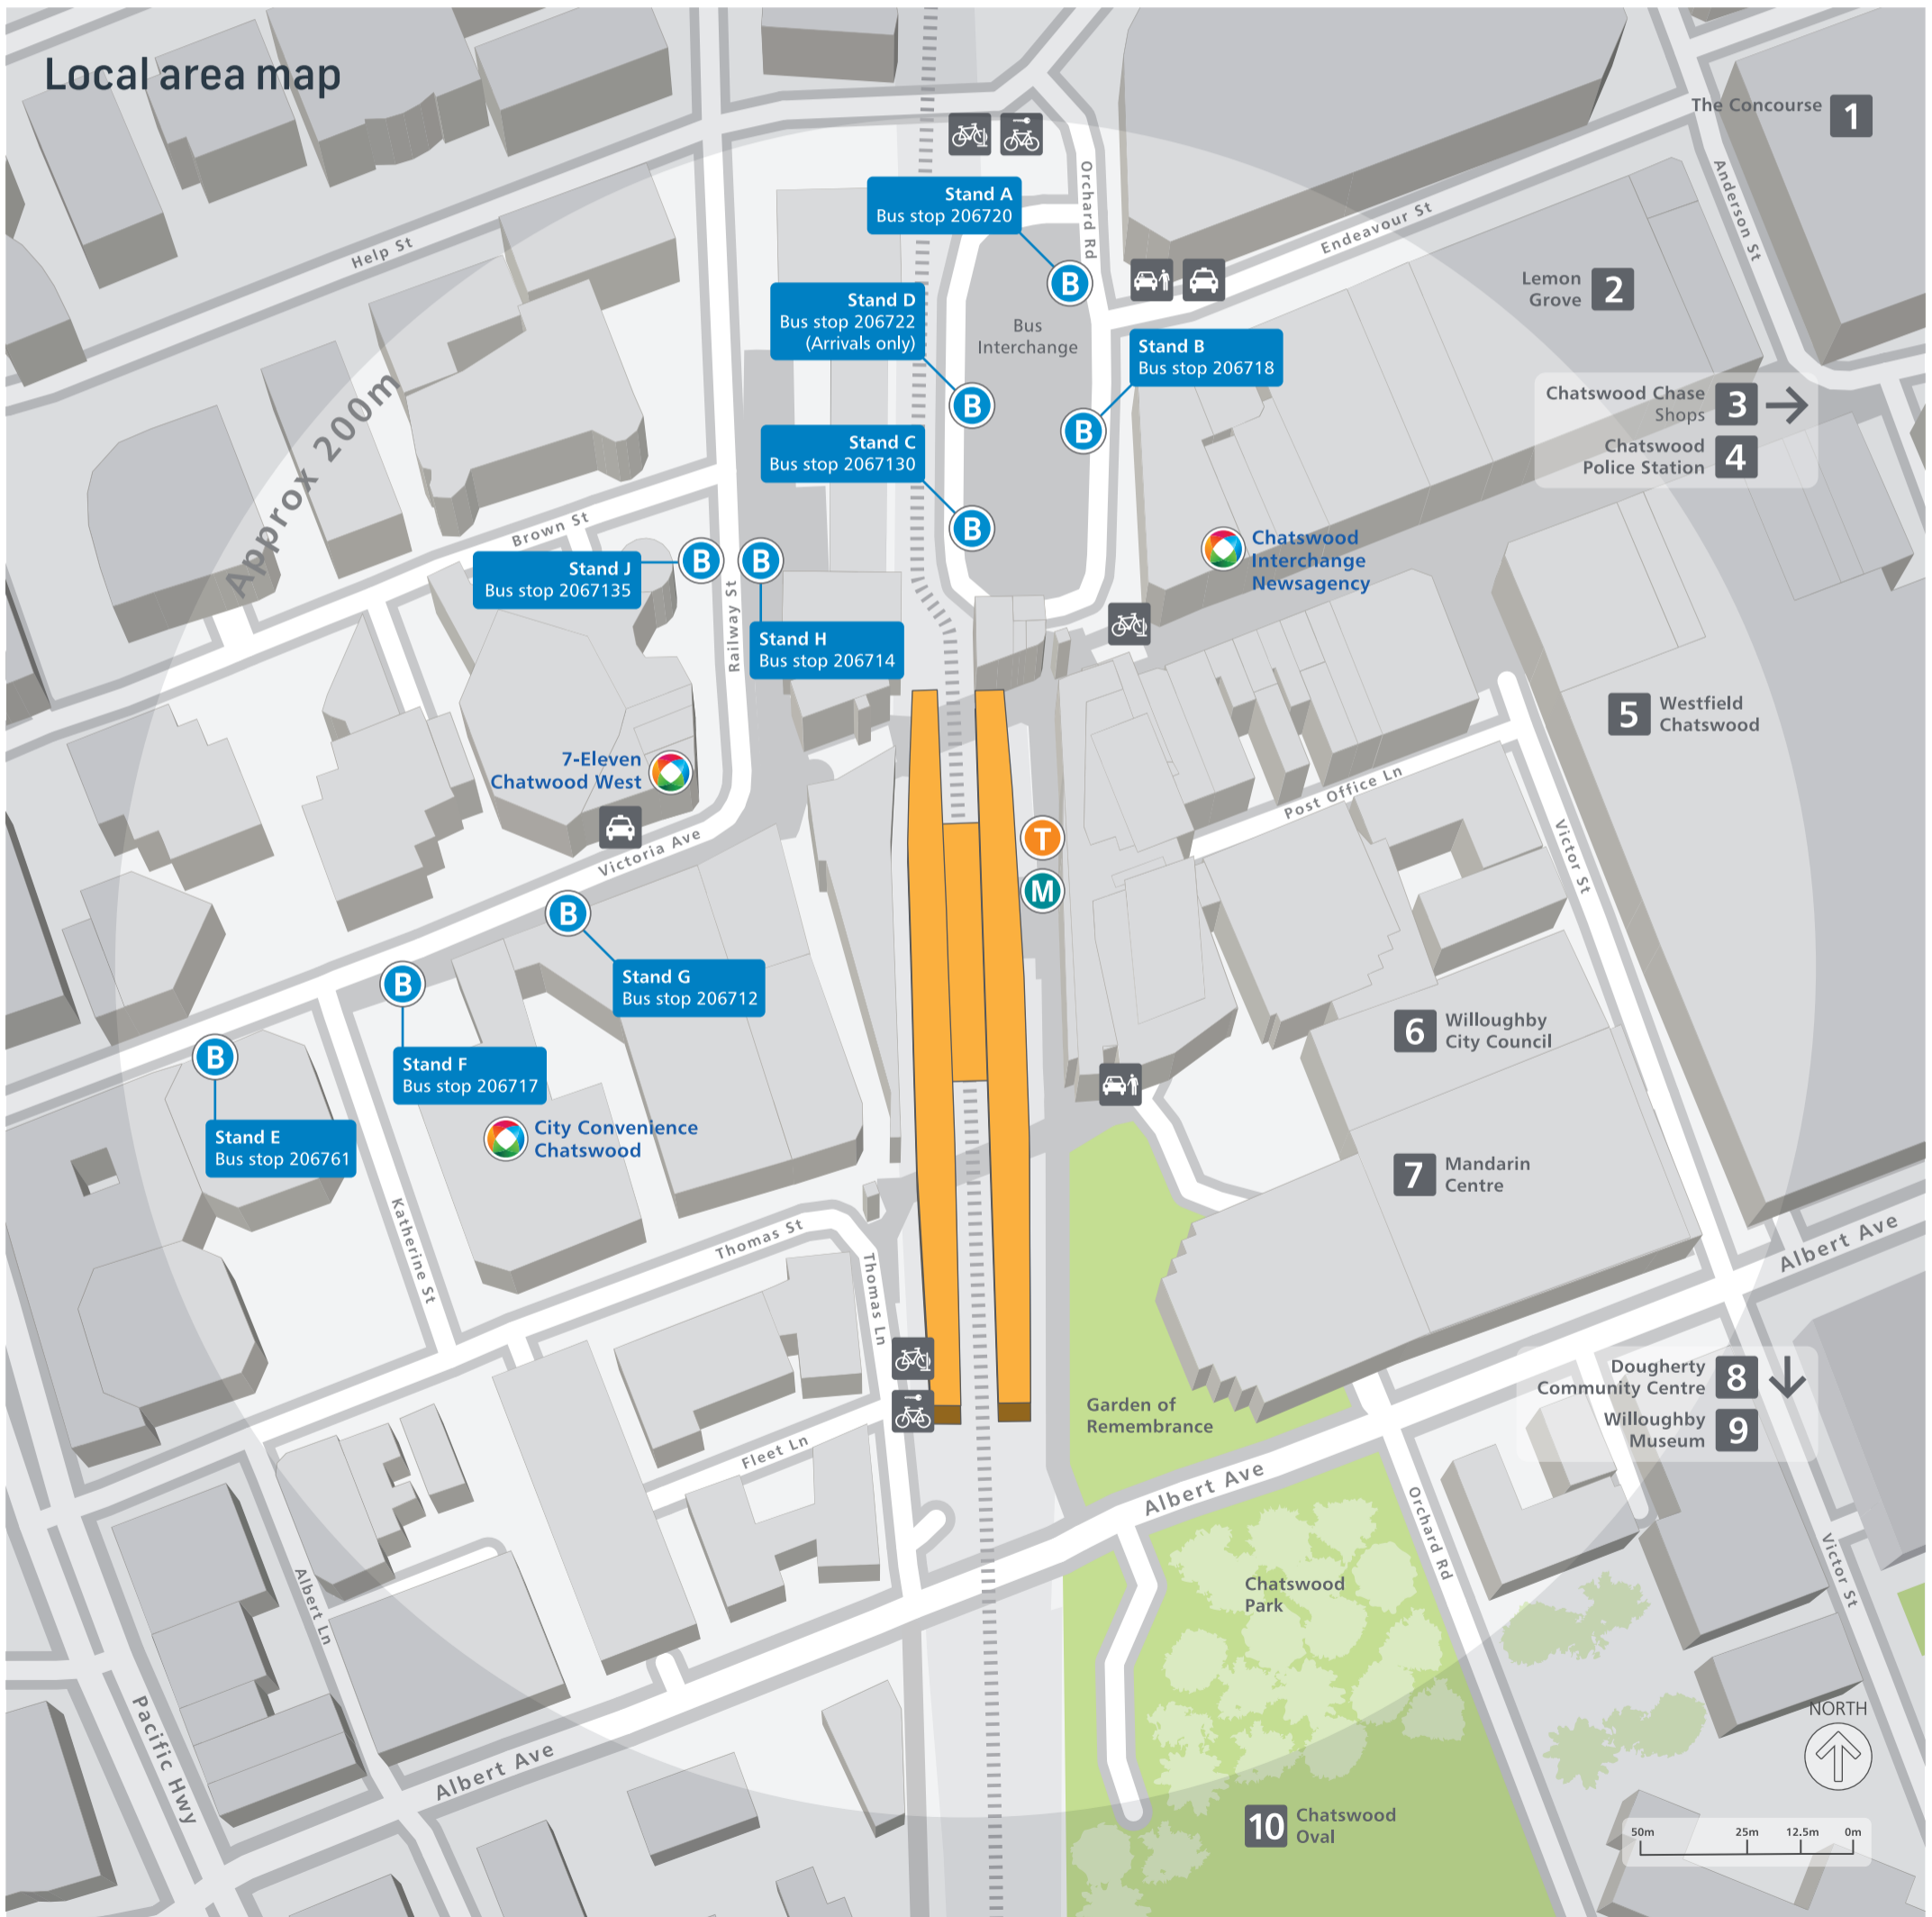 Local area map
The Concourse
1
Stand A
Bus stop 206720
Orchard Rd
Anderson St
Endeavour St
Help St
Lemon
Grove
2
Stand D
Bus stop 206722
(Arrivals only)
Bus
Interchange
Stand B
Bus stop 206718
Approx 200m
Chatswood Chase
Shops
3
Chatswood
Police Station
4
Stand C
Bus stop 2067130
B
B
B
B
Brown St
Chatswood
Interchange
Newsagency
Stand J
Bus stop 2067135
B
B
Railway St
Stand H
Bus stop 206714
5
Westfield
Chatswood
7-Eleven
Chatwood West
Post Office Ln
Victoria Ave
T
M
Victor St
B
Stand G
Bus stop 206712
B
Stand F
Bus stop 206717
6
Willoughby
City Council
B
Stand E
Bus stop 206761
City Convenience
Chatswood
7
Mandarin
Centre
Katherine St
Thomas St
Thomas Ln
Albert Ave
Dougherty
Community Centre
8
Willoughby
Museum
9
Garden of
Remembrance
Fleet Ln
Albert Ave
Orchard Rd
Victor St
Albert Ln
Chatswood
Park
Pacific Hwy
Albert Ave
NORTH
10
Chatswood
Oval
50m 25m 12.5m 0m